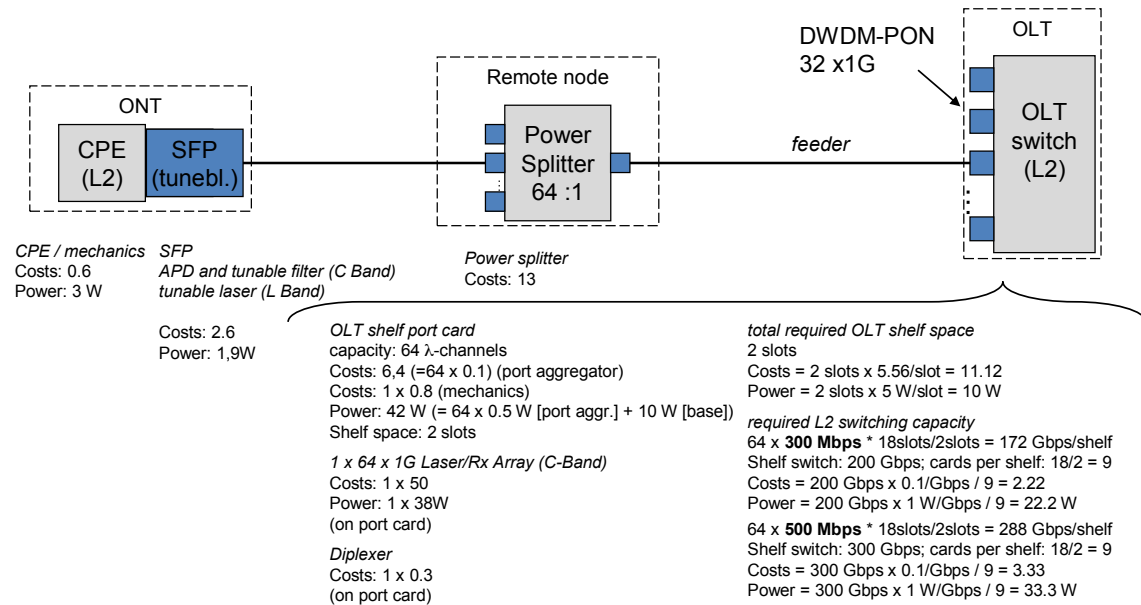 DWDM-PON
32 x1G
OLT
OLT
switch
(L2)
Remote node
Power
Splitter
64 :1
feeder
ONT
CPE
(L2)
SFP
(tunebl.)
CPE / mechanics
Costs: 0.6
Power: 3 W
SFP
APD and tunable filter (C Band)
tunable laser (L Band)
Costs: 2.6
Power: 1,9W
Power splitter
Costs: 13
OLT shelf port card
capacity: 64 λ-channels
Costs: 6,4 (=64 x 0.1) (port aggregator)
Costs: 1 x 0.8 (mechanics)
Power: 42 W (= 64 x 0.5 W [port aggr.] + 10 W [base])
Shelf space: 2 slots
1 x 64 x 1G Laser/Rx Array (C-Band)
Costs: 1 x 50
Power: 1 x 38W
(on port card)
Diplexer
Costs: 1 x 0.3
(on port card)
total required OLT shelf space
2 slots
Costs = 2 slots x 5.56/slot = 11.12
Power = 2 slots x 5 W/slot = 10 W
required L2 switching capacity
64 x 300 Mbps * 18slots/2slots = 172 Gbps/shelf
Shelf switch: 200 Gbps; cards per shelf: 18/2 = 9
Costs = 200 Gbps x 0.1/Gbps / 9 = 2.22
Power = 200 Gbps x 1 W/Gbps / 9 = 22.2 W
64 x 500 Mbps * 18slots/2slots = 288 Gbps/shelf
Shelf switch: 300 Gbps; cards per shelf: 18/2 = 9
Costs = 300 Gbps x 0.1/Gbps / 9 = 3.33
Power = 300 Gbps x 1 W/Gbps / 9 = 33.3 W